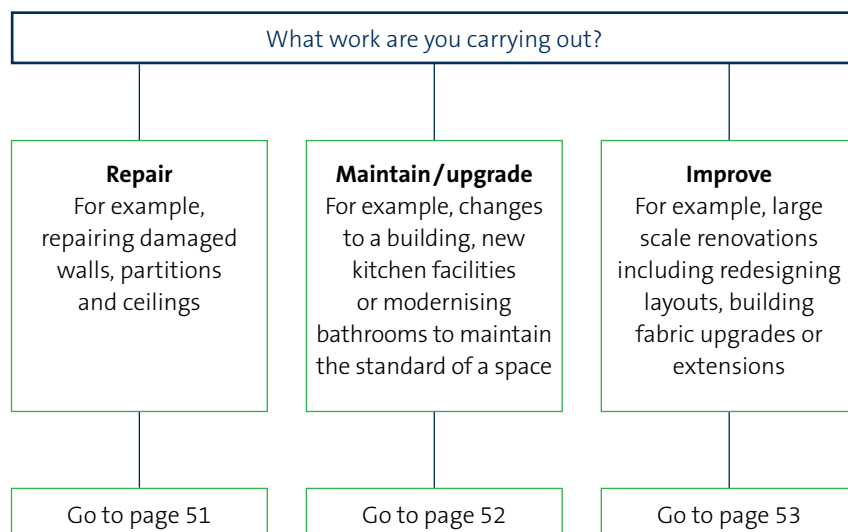 What work are you carrying out?
Repair
For example,
repairing damaged
walls, partitions
and ceilings
Maintain/upgrade
For example, changes
to a building, new
kitchen facilities
or modernising
bathrooms to maintain
the standard of a space
Improve
For example, large
scale renovations
including redesigning
layouts, building
fabric upgrades or
extensions
Go to page 51
Go to page 52
Go to page 53